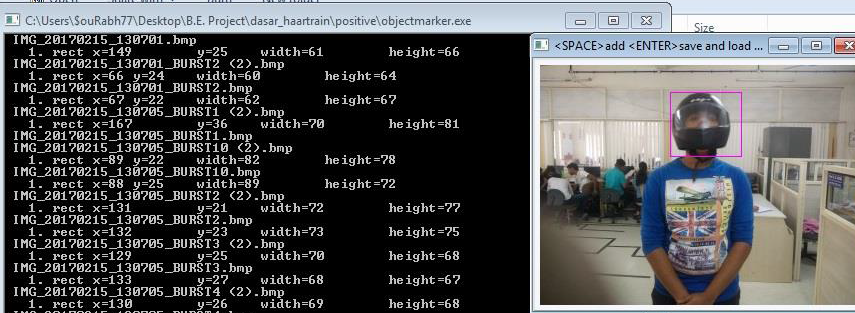 C:\Users\$ouRabh77\Desktop\B.E. Project\dasar_haartrain\positive\objectmarker.exe
Size
IMG_20170215_130701.bmp
1. rect x=149 y=25 width=61 height=66
IMG_20170215_130701_BURST2 (2).bmp
1. rect x=66 y=24 width=60 height=64
IMG_20170215_130701_BURST2.bmp
1. rect x=67 y=22 width=62 height=67
IMG_20170215_130705_BURST1 (2).bmp
1. rect x=167 y=36 width=70 height=81
IMG_20170215_130705_BURST1.bmp
IMG_20170215_130705_BURST10 (2).bmp
1. rect x=89 y=22 width=82 height=78
IMG_20170215_130705_BURST10.bmp
1. rect x=88 y=25 width=89 height=72
IMG_20170215_130705_BURST2 (2).bmp
1. rect x=131 y=21 width=72 height=77
IMG_20170215_130705_BURST2.bmp
1. rect x=132 y=23 width=73 height=75
IMG_20170215_130705_BURST3 (2).bmp
1. rect x=129 y=25 width=70 height=68
IMG_20170215_130705_BURST3.bmp
1. rect x=133 y=27 width=68 height=67
IMG_20170215_130705_BURST4 (2).bmp
1. rect x=130 y=26 width=69 height=68
<SPACE>add <ENTER>save and load ...